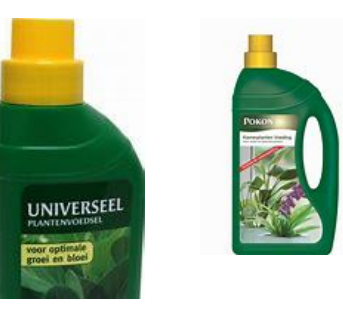 UNIVERSEEL
PLANTENVOEDSEL
voor optimale
groei en bloei
POKON
Kamerplanten Voeding